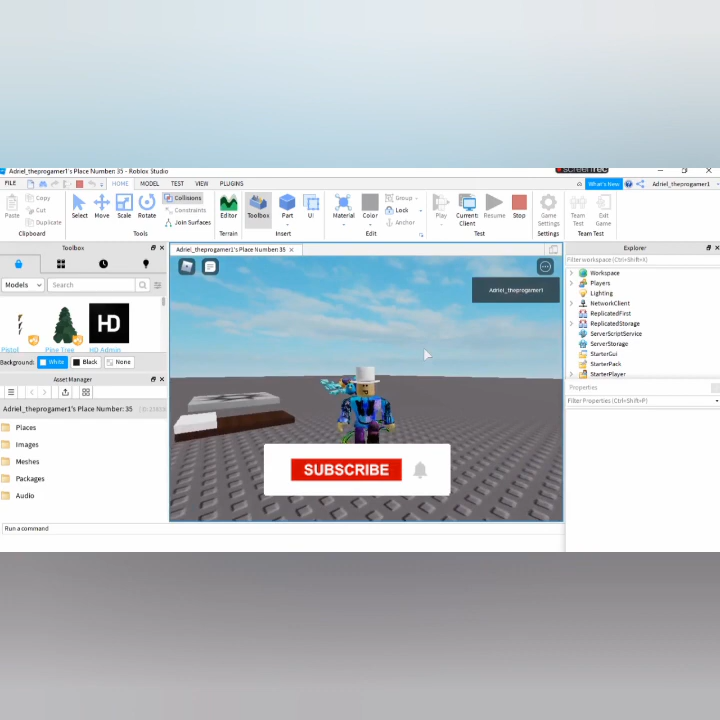 Adriel_theprogamer1's Place Number: 35 - Roblox Studio
FILE
HOME MODEL TEST VIEW PLUGINS
What's New
Adriel_theprogamer1
Paste
Copy
Cut
Duplicate
Clipboard
Select Move Scale Rotate
Collisions
Constraints
Join Surfaces
Tools
Editor
Terrain
Toolbox Part UI
Insert
Material Color
Group
Lock
Anchor
Edit
Play Current: Client Resume Stop
Test
Game Settings
Settings
Team Test Exit Game
Team Test
Toolbox
Models
Search
Pistol Pine Tree HD Admin
HD
Background: White Black None
Asset Manager
Adriel_theprogamer1's Place Number: 35
Places
Images
Meshes
Packages
Audio
Run a command
Adriel_theprogamer1's Place Number: 35
Adriel_theprogamer1
SUBSCRIBE
Explorer
Filter workspace (Ctrl+Shift+X)
Workspace
Players
Lighting
NetworkClient
ReplicatedFirst
ReplicatedStorage
ServerScriptService
ServerStorage
StarterGui
StarterPack
StarterPlayer
Properties
Filter Properties (Ctrl+Shift+P)